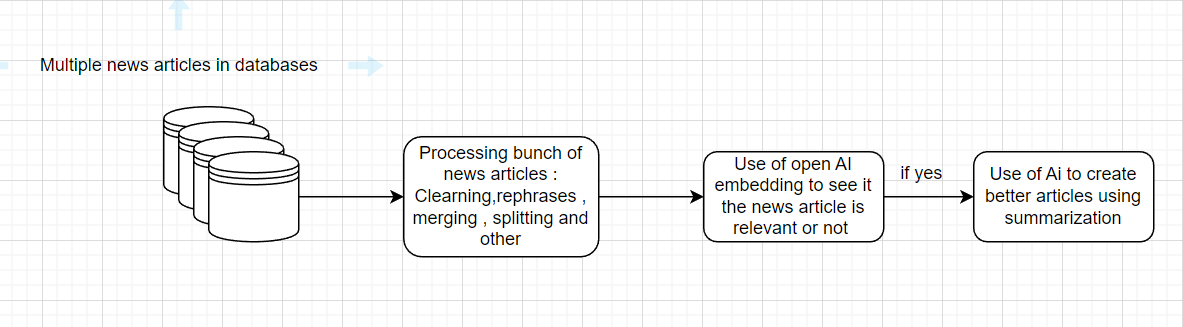 Multiple news articles in databases
Processing bunch of
news articles :
Clearning,rephrases ,
merging , splitting and
other
Use of open AI
embedding to see it
the news article is
relevant or not
if yes
Use of Ai to create
better articles using
summarization